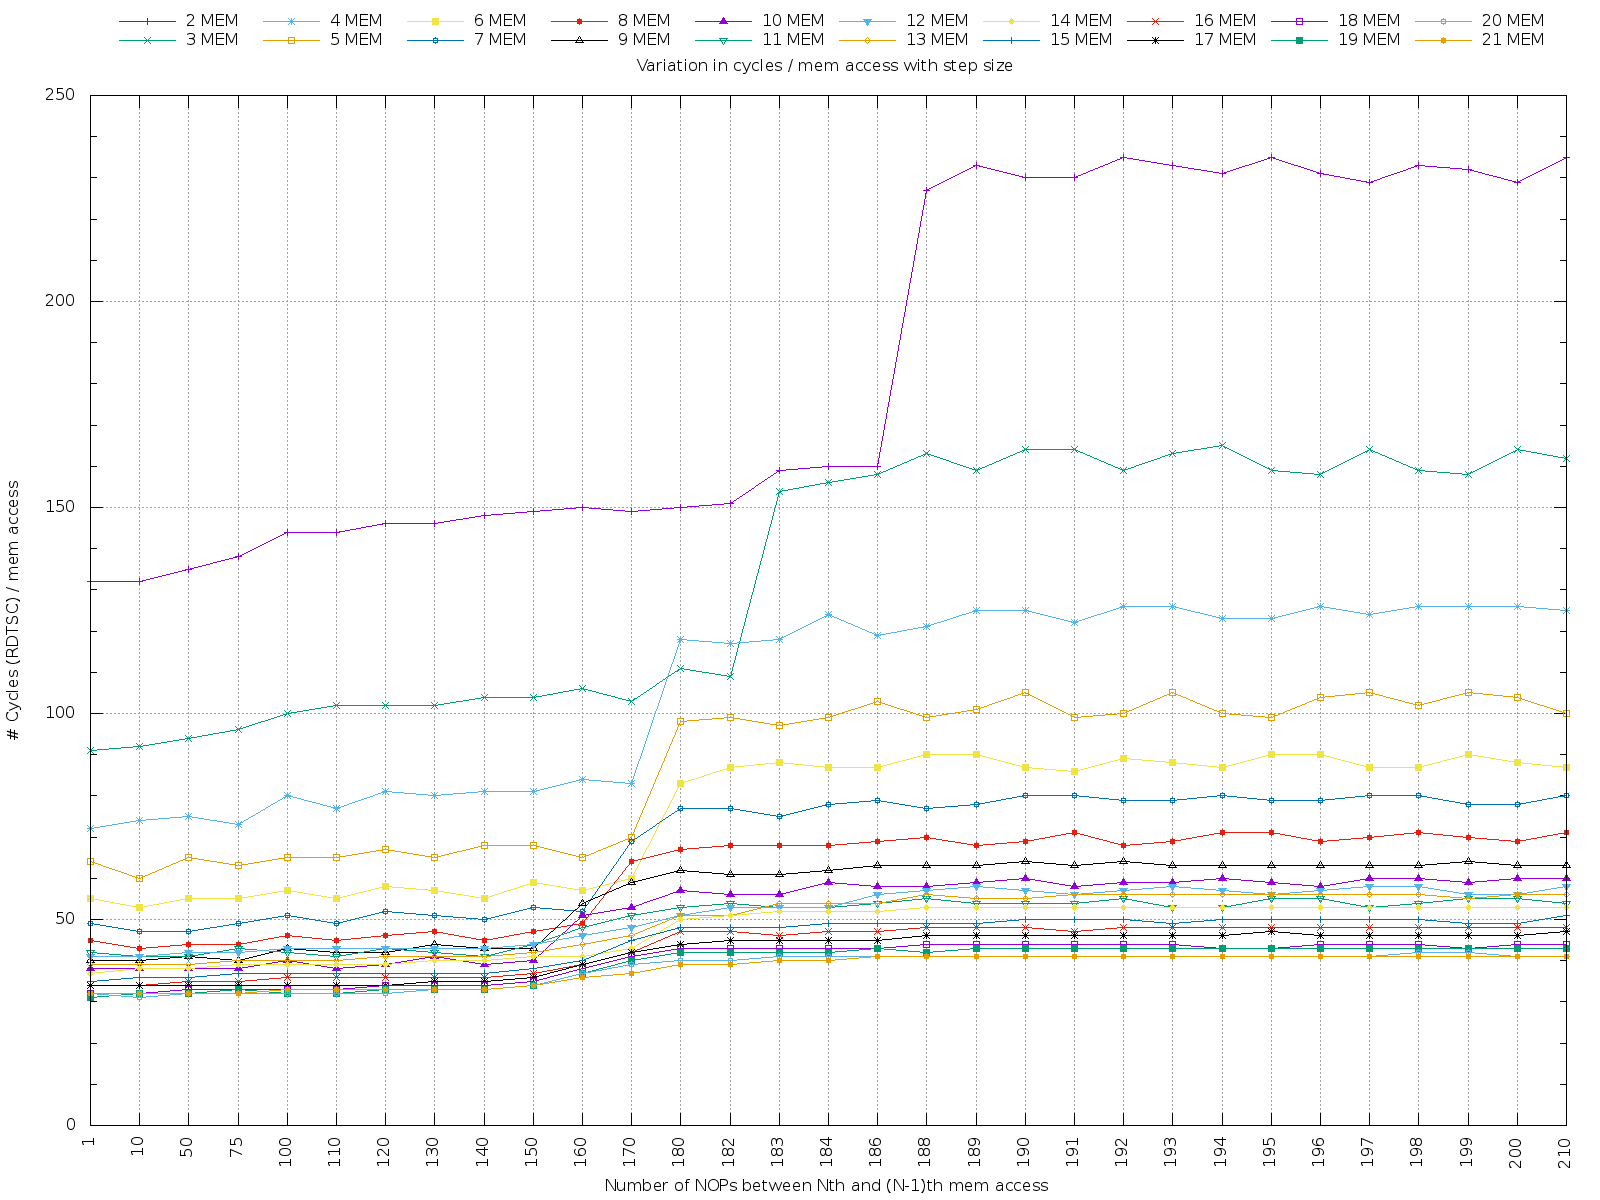 2 MEM 4 MEM 6 MEM 8 MEM 10 MEM 12 MEM 14 MEM 16 MEM 18 MEM 20 MEM
3 MEM 5 MEM 7 MEM 9 MEM 11 MEM 13 MEM 15 MEM 17 MEM 19 MEM 21 MEM
Variation in cycles / mem access with step size
250
200
150
100
50
0
# Cycles (RDTSC) / mem access
1 10 50 75 100 110 120 130 140 150 160 170 180 182 183 184 186 188 189 190 191 192 193 194 195 196 197 198 199 200 210
Number of NOPs between Nth and (N-1)th mem access